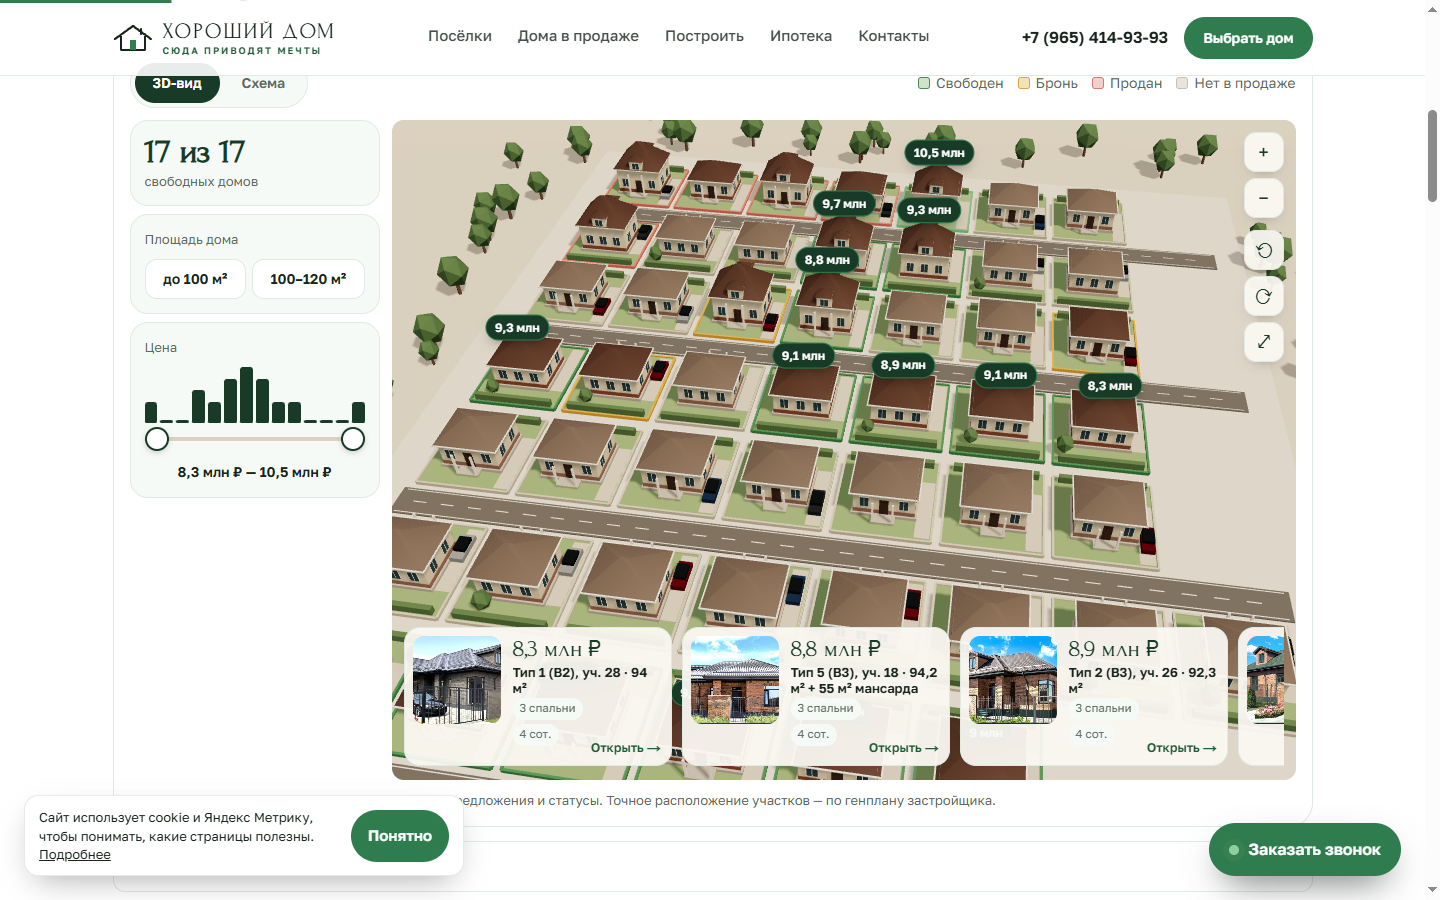 ХОРОШИЙ ДОМ
СЮДА ПРИВОДЯТ МЕЧТЫ
Посёлки
Дома в продаже
Построить
Ипотека
Контакты
+7 (965) 414-93-93
Выбрать дом
3D-вид
Схема
Свободен
Бронь
Продан
Нет в продаже
17 из 17
свободных домов
Площадь дома
до 100 м²
100–120 м²
Цена
8,3 млн ₽ — 10,5 млн ₽
10,5 млн
9,7 млн
9,3 млн
8,8 млн
9,3 млн
9,1 млн
8,9 млн
9,1 млн
8,3 млн
+
−
8,3 млн ₽
Тип 1 (В2), уч. 28 · 94
м²
3 спальни
4 сот.
Открыть →
8,8 млн ₽
Тип 5 (В3), уч. 18 · 94,2
м² + 55 м² мансарда
3 спальни
4 сот.
Открыть →
8,9 млн ₽
Тип 2 (В3), уч. 26 · 92,3
м²
3 спальни
9 млн
4 сот.
Открыть →
и статусы. Точное расположение участков — по генплану застройщика.
Сайт использует cookie и Яндекс Метрику,
чтобы понимать, какие страницы полезны.
Подробнее
Понятно
Заказать звонок